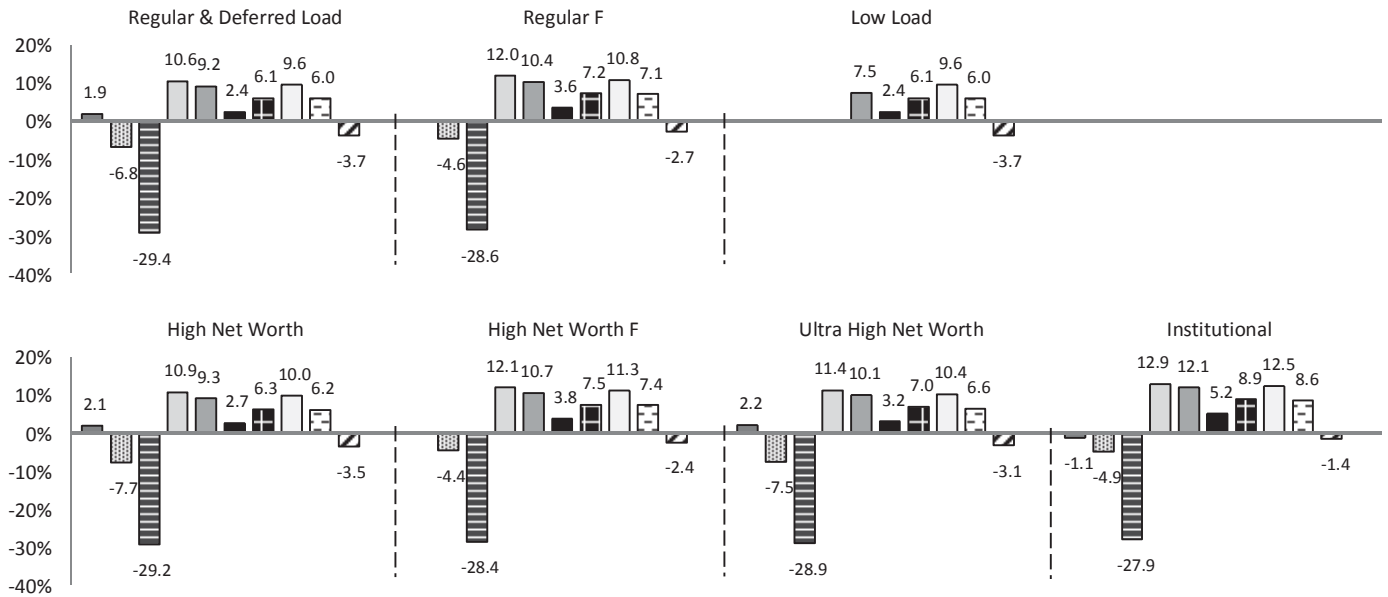 Regular & Deferred Load Regular F Low Load
20%
10%
0%
-10%
-20%
-30%
-40%
1.9 -6.8 -29.4 10.6 9.2 2.4 6.1 9.6 6.0 -3.7
-4.6 -28.6 12.0 10.4 3.6 7.2 10.8 7.1 -2.7
7.5 2.4 6.1 9.6 6.0 -3.7
High Net Worth High Net Worth F Ultra High Net Worth Institutional
20%
10%
0%
-10%
-20%
-30%
-40%
2.1 -7.7 -29.2 10.9 9.3 2.7 6.3 10.0 6.2 -3.5
-4.4 -28.4 12.1 10.7 3.8 7.5 11.3 7.4 -2.4
2.2 -7.5 -28.9 11.4 10.1 3.2 7.0 10.4 6.6 -3.1
-1.1 -4.9 -27.9 12.9 12.1 5.2 8.9 12.5 8.6 -1.4